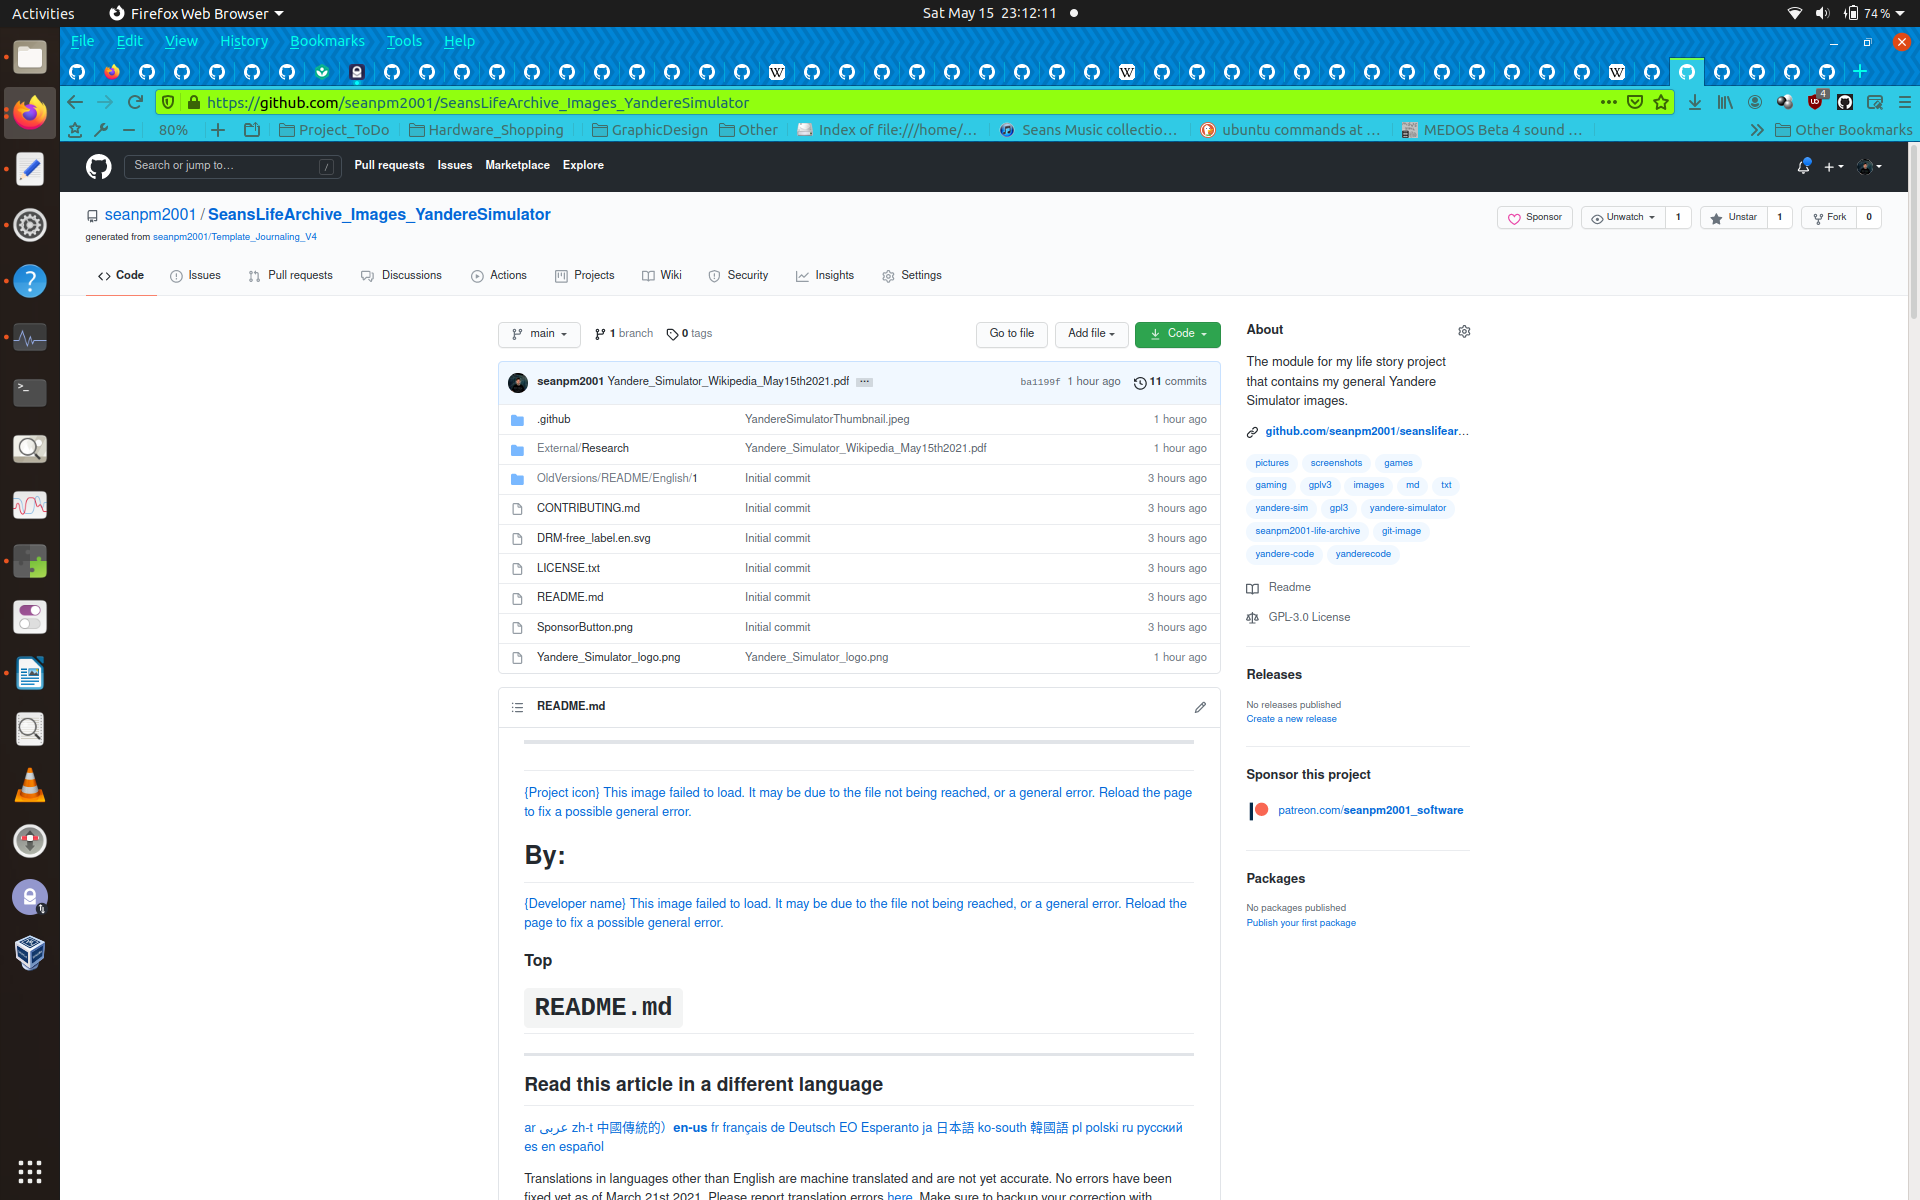 Activities Firefox Web Browser Sat May 15 23:12:11 74 %
File Edit View History Bookmarks Tools Help
https://github.com/seanpm2001/SeansLifeArchive_Images_YandereSimulator 4
80% Project_ToDo Hardware_Shopping GraphicDesign Other Index of file:///home/… Seans Music collectio… ubuntu commands at … MEDOS Beta 4 sound … Other Bookmarks
Search or jump to… / Pull requests Issues Marketplace Explore
seanpm2001 / SeansLifeArchive_Images_YandereSimulator Sponsor Unwatch 1 Unstar 1 Fork 0
generated from seanpm2001/Template_Journaling_V4
Code Issues Pull requests Discussions Actions Projects Wiki Security Insights Settings
main 1 branch 0 tags Go to file Add file Code
seanpm2001 Yandere_Simulator_Wikipedia_May15th2021.pdf ... ba1199f 1 hour ago 11 commits
.github YandereSimulatorThumbnail.jpeg 1 hour ago
External/Research Yandere_Simulator_Wikipedia_May15th2021.pdf 1 hour ago
OldVersions/README/English/1 Initial commit 3 hours ago
CONTRIBUTING.md Initial commit 3 hours ago
DRM-free_label.en.svg Initial commit 3 hours ago
LICENSE.txt Initial commit 3 hours ago
README.md Initial commit 3 hours ago
SponsorButton.png Initial commit 3 hours ago
Yandere_Simulator_logo.png Yandere_Simulator_logo.png 1 hour ago
README.md
{Project icon} This image failed to load. It may be due to the file not being reached, or a general error. Reload the page
to fix a possible general error.
By:
{Developer name} This image failed to load. It may be due to the file not being reached, or a general error. Reload the
page to fix a possible general error.
Top
README.md
Read this article in a different language
ar عربى zh-t 中國傳統的）en-us fr français de Deutsch EO Esperanto ja 日本語 ko-south 韓國語 pl polski ru русский
es en español
Translations in languages other than English are machine translated and are not yet accurate. No errors have been
fixed yet as of March 21st 2021. Please report translation errors here. Make sure to backup your correction with
About
The module for my life story project
that contains my general Yandere
Simulator images.
github.com/seanpm2001/seanslifear…
pictures screenshots games
gaming gplv3 images md txt
yandere-sim gpl3 yandere-simulator
seanpm2001-life-archive git-image
yandere-code yanderecode
Readme
GPL-3.0 License
Releases
No releases published
Create a new release
Sponsor this project
patreon.com/seanpm2001_software
Packages
No packages published
Publish your first package